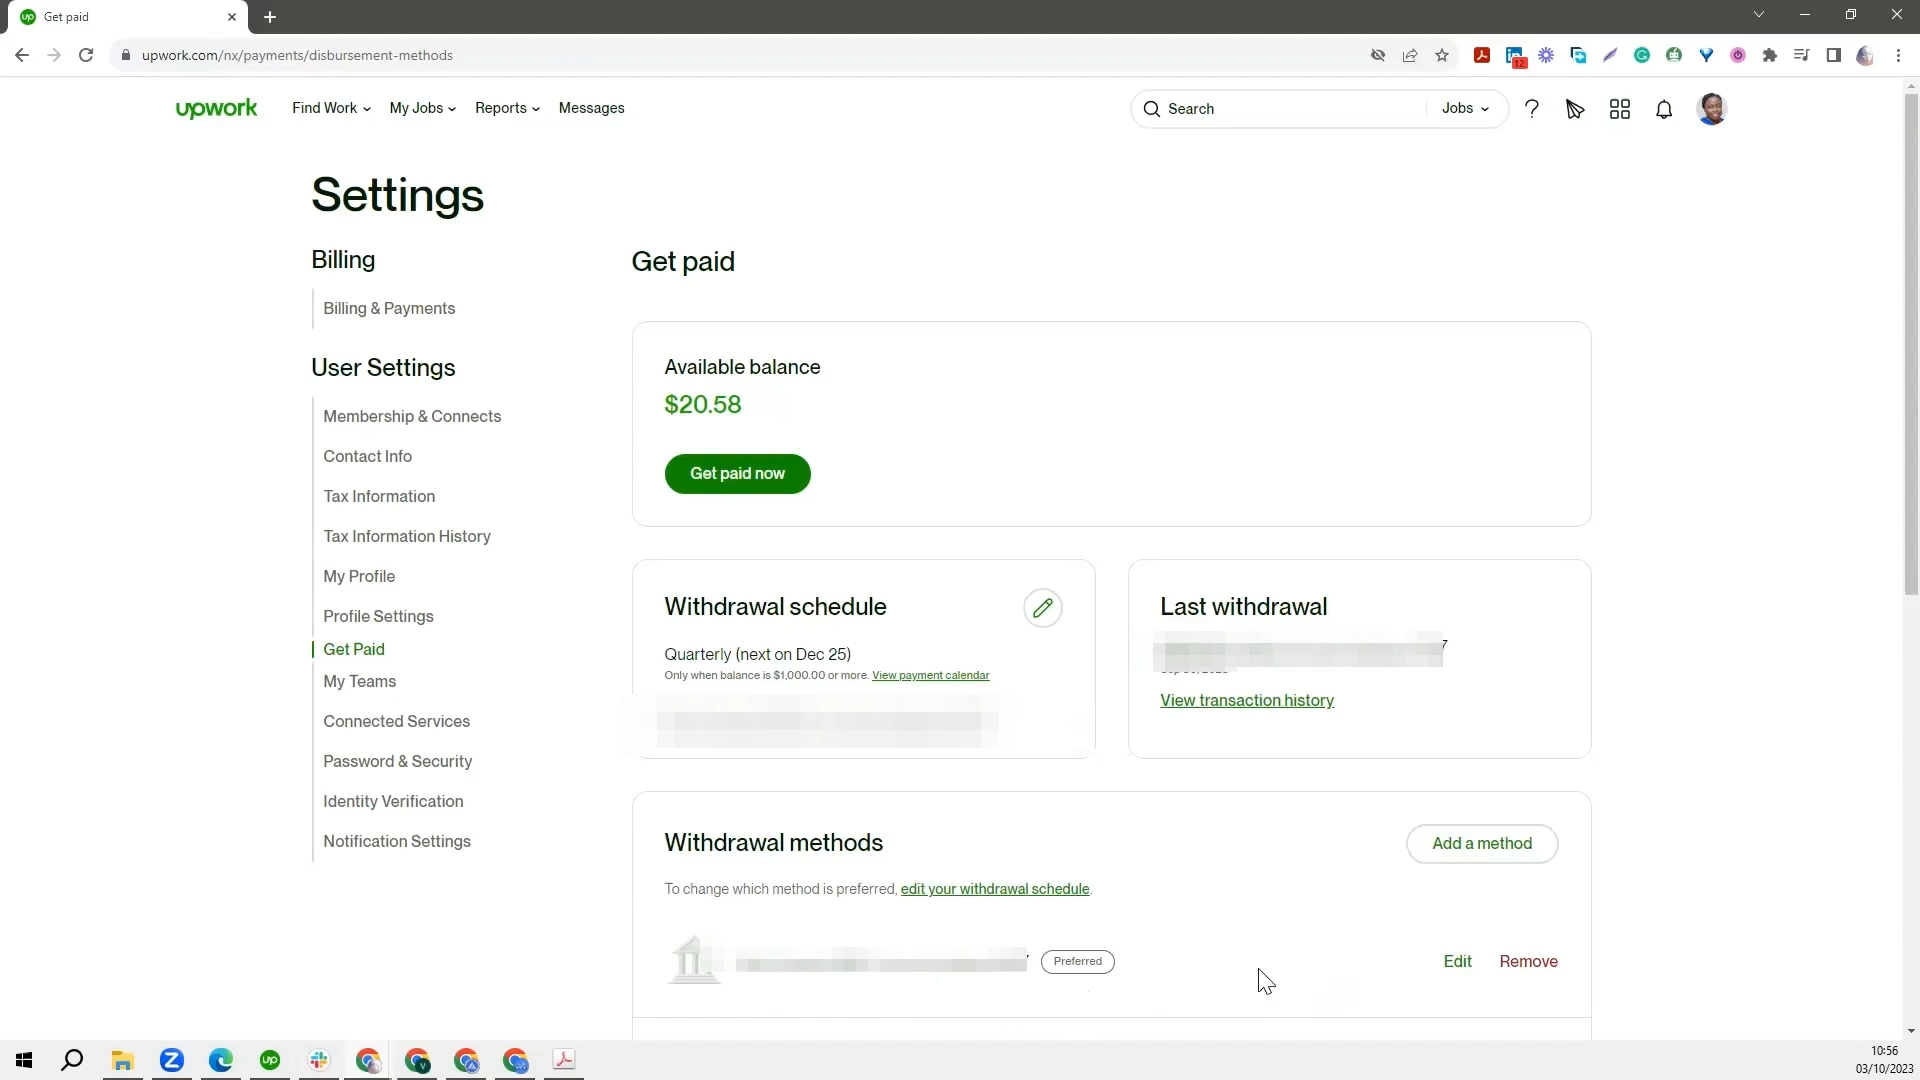 Get paid
upwork.com/nx/payments/disbursement-methods
12
upwork
Find Work
My Jobs
Reports
Messages
Search
Jobs
Settings
Billing
Billing & Payments
User Settings
Membership & Connects
Contact Info
Tax Information
Tax Information History
My Profile
Profile Settings
Get Paid
My Teams
Connected Services
Password & Security
Identity Verification
Notification Settings
Get paid
Available balance
$20.58
Get paid now
Withdrawal schedule
Quarterly (next on Dec 25)
Only when balance is $1,000.00 or more. View payment calendar
Last withdrawal
View transaction history
Withdrawal methods
Add a method
To change which method is preferred, edit your withdrawal schedule.
Preferred
Edit
Remove
10:56
03/10/2023